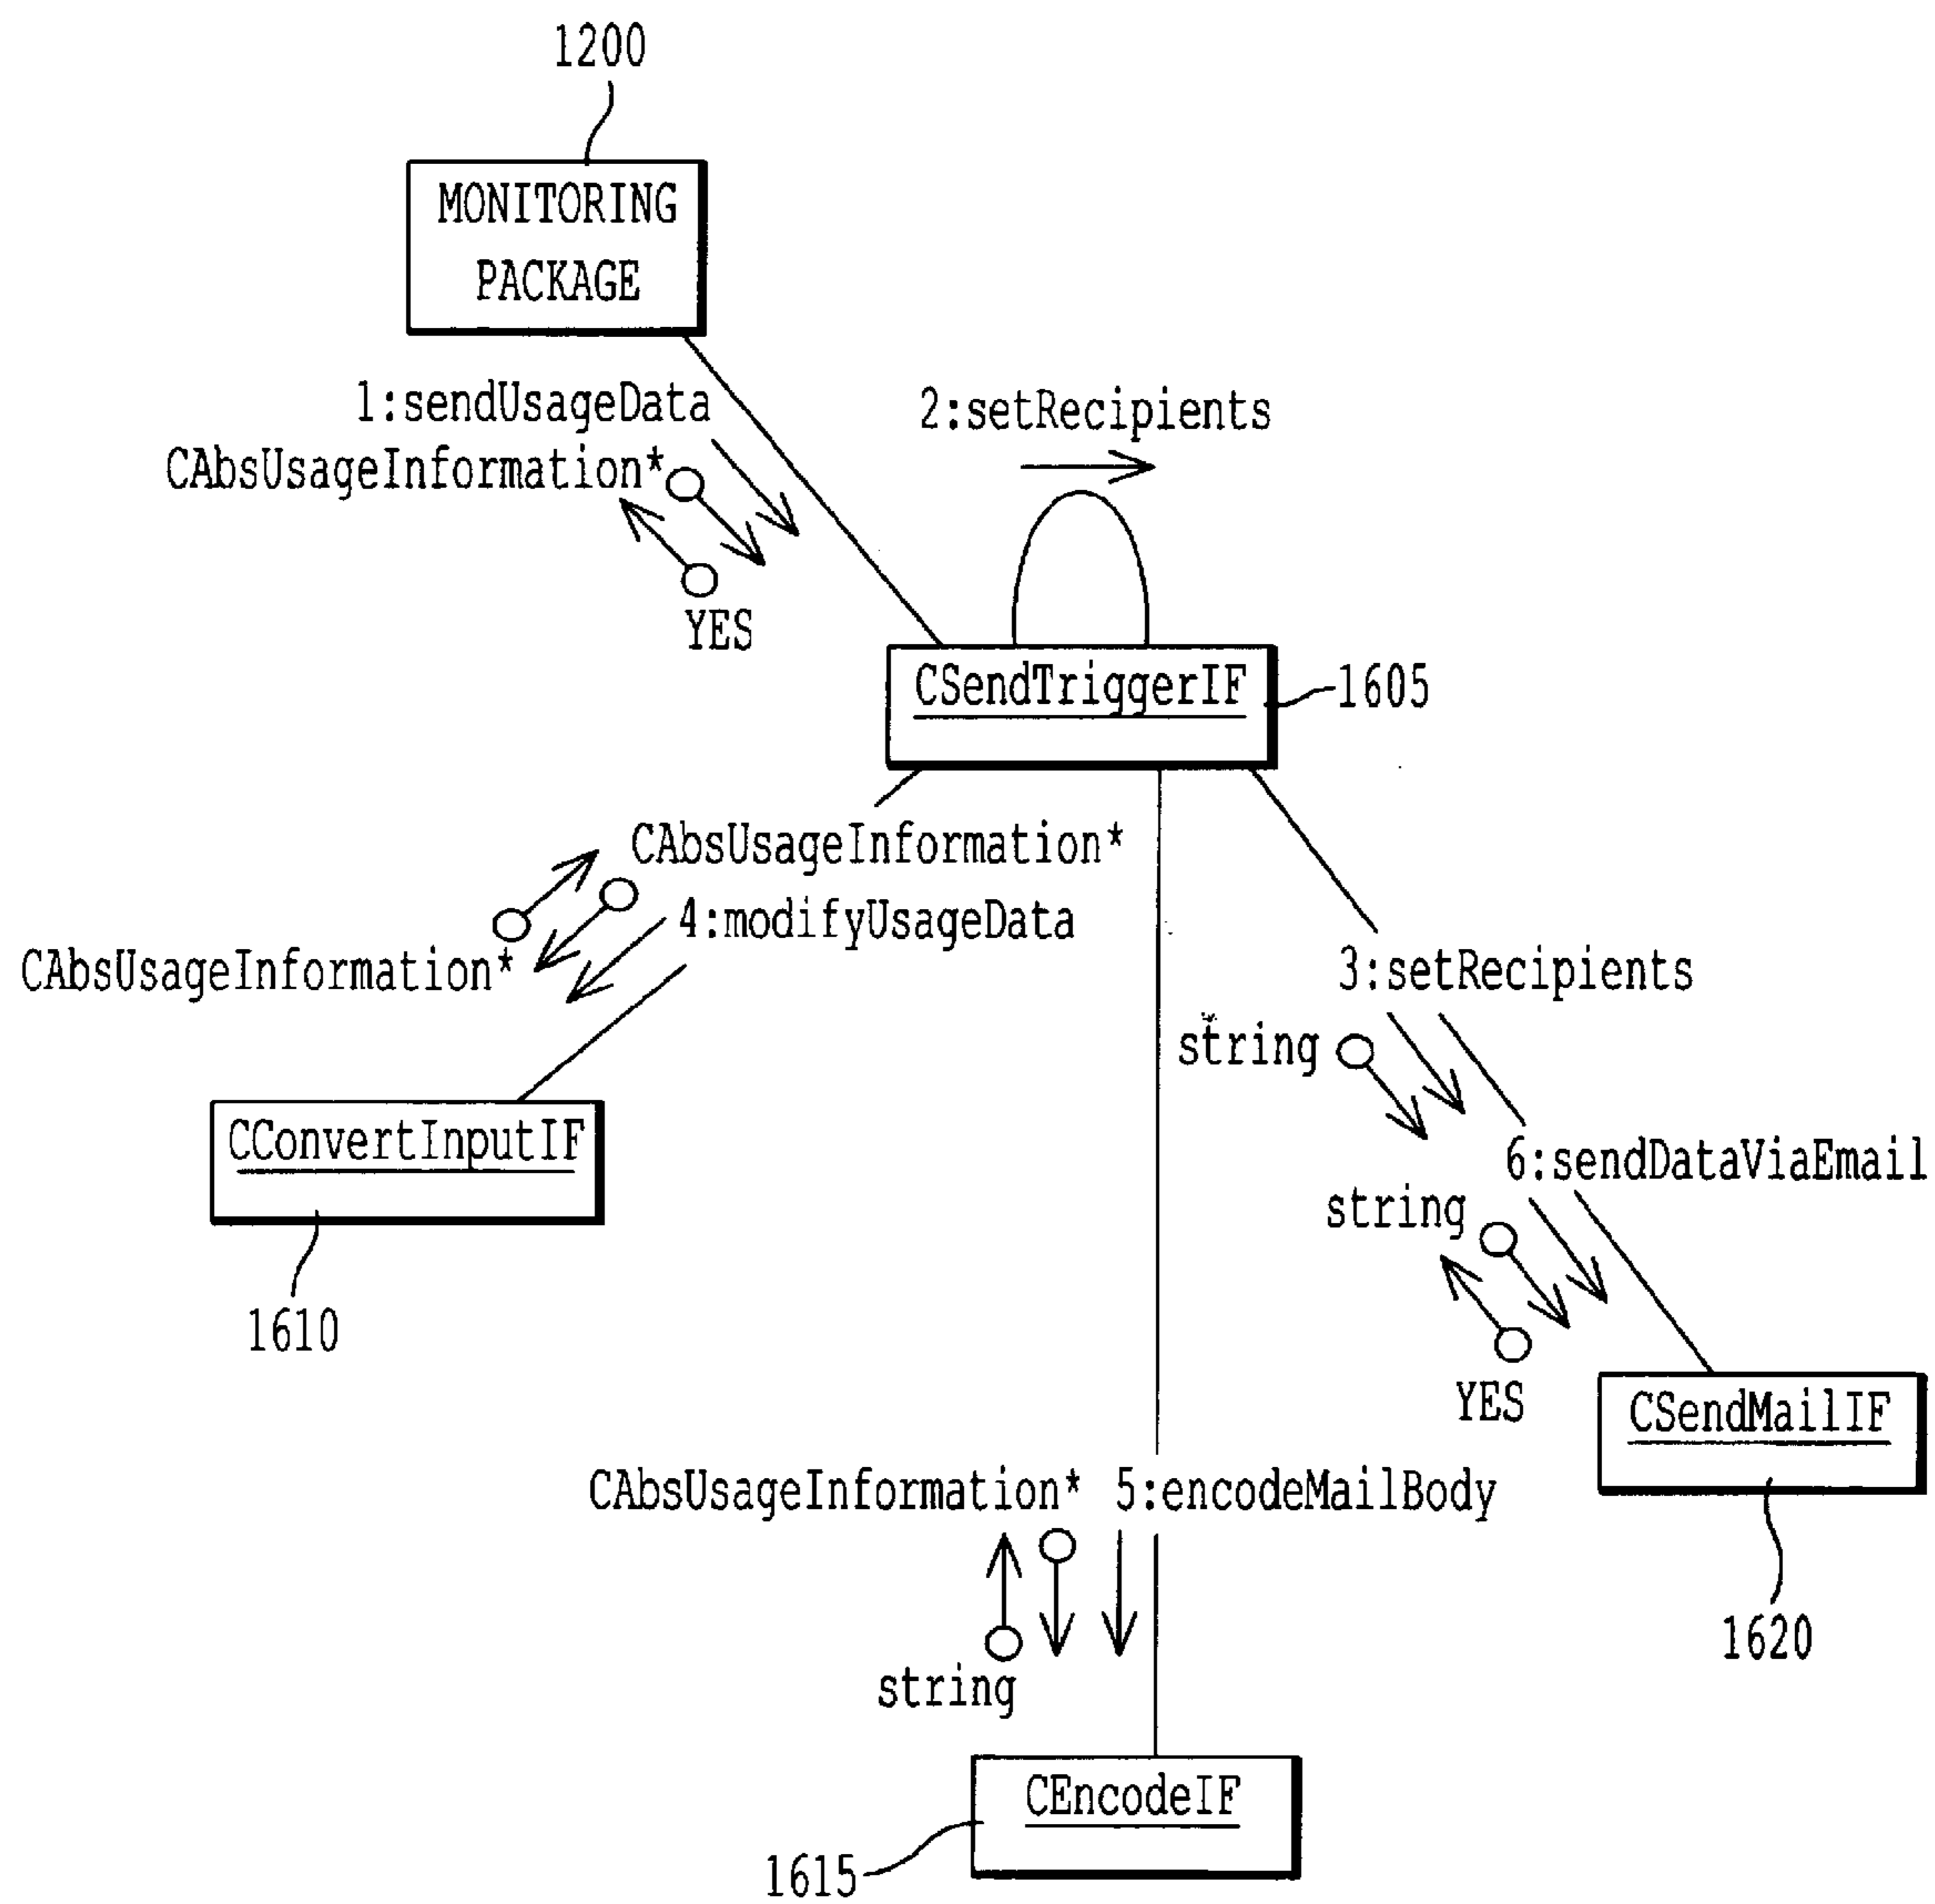 1200
MONITORING
PACKAGE
1:sendUsageData
2:setRecipients
CAbsUsageInformation*
YES
CSendTriggerIF
1605
CAbsUsageInformation*
4:modifyUsageData
CAbsUsageInformation*
3:setRecipients
string
CConvertInputIF
6:sendDataViaEmail
string
1610
YES
CSendMailIF
CAbsUsageInformation* 5:encodeMailBody
1620
string
CEncodeIF
1615